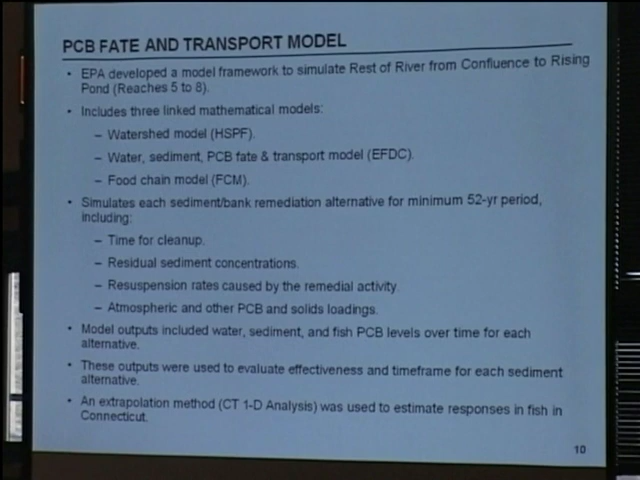 PCB FATE AND TRANSPORT MODEL
• EPA developed a model framework to simulate Rest of River from Confluence to Rising
Pond (Reaches 5 to 8).
• Includes three linked mathematical models:
– Watershed model (HSPF).
– Water, sediment, PCB fate & transport model (EFDC).
– Food chain model (FCM).
• Simulates each sediment/bank remediation alternative for minimum 52-yr period,
including:
– Time for cleanup.
– Residual sediment concentrations.
– Resuspension rates caused by the remedial activity.
– Atmospheric and other PCB and solids loadings.
• Model outputs included water, sediment, and fish PCB levels over time for each
alternative.
• These outputs were used to evaluate effectiveness and timeframe for each sediment
alternative.
• An extrapolation method (CT 1-D Analysis) was used to estimate responses in fish in
Connecticut.
10